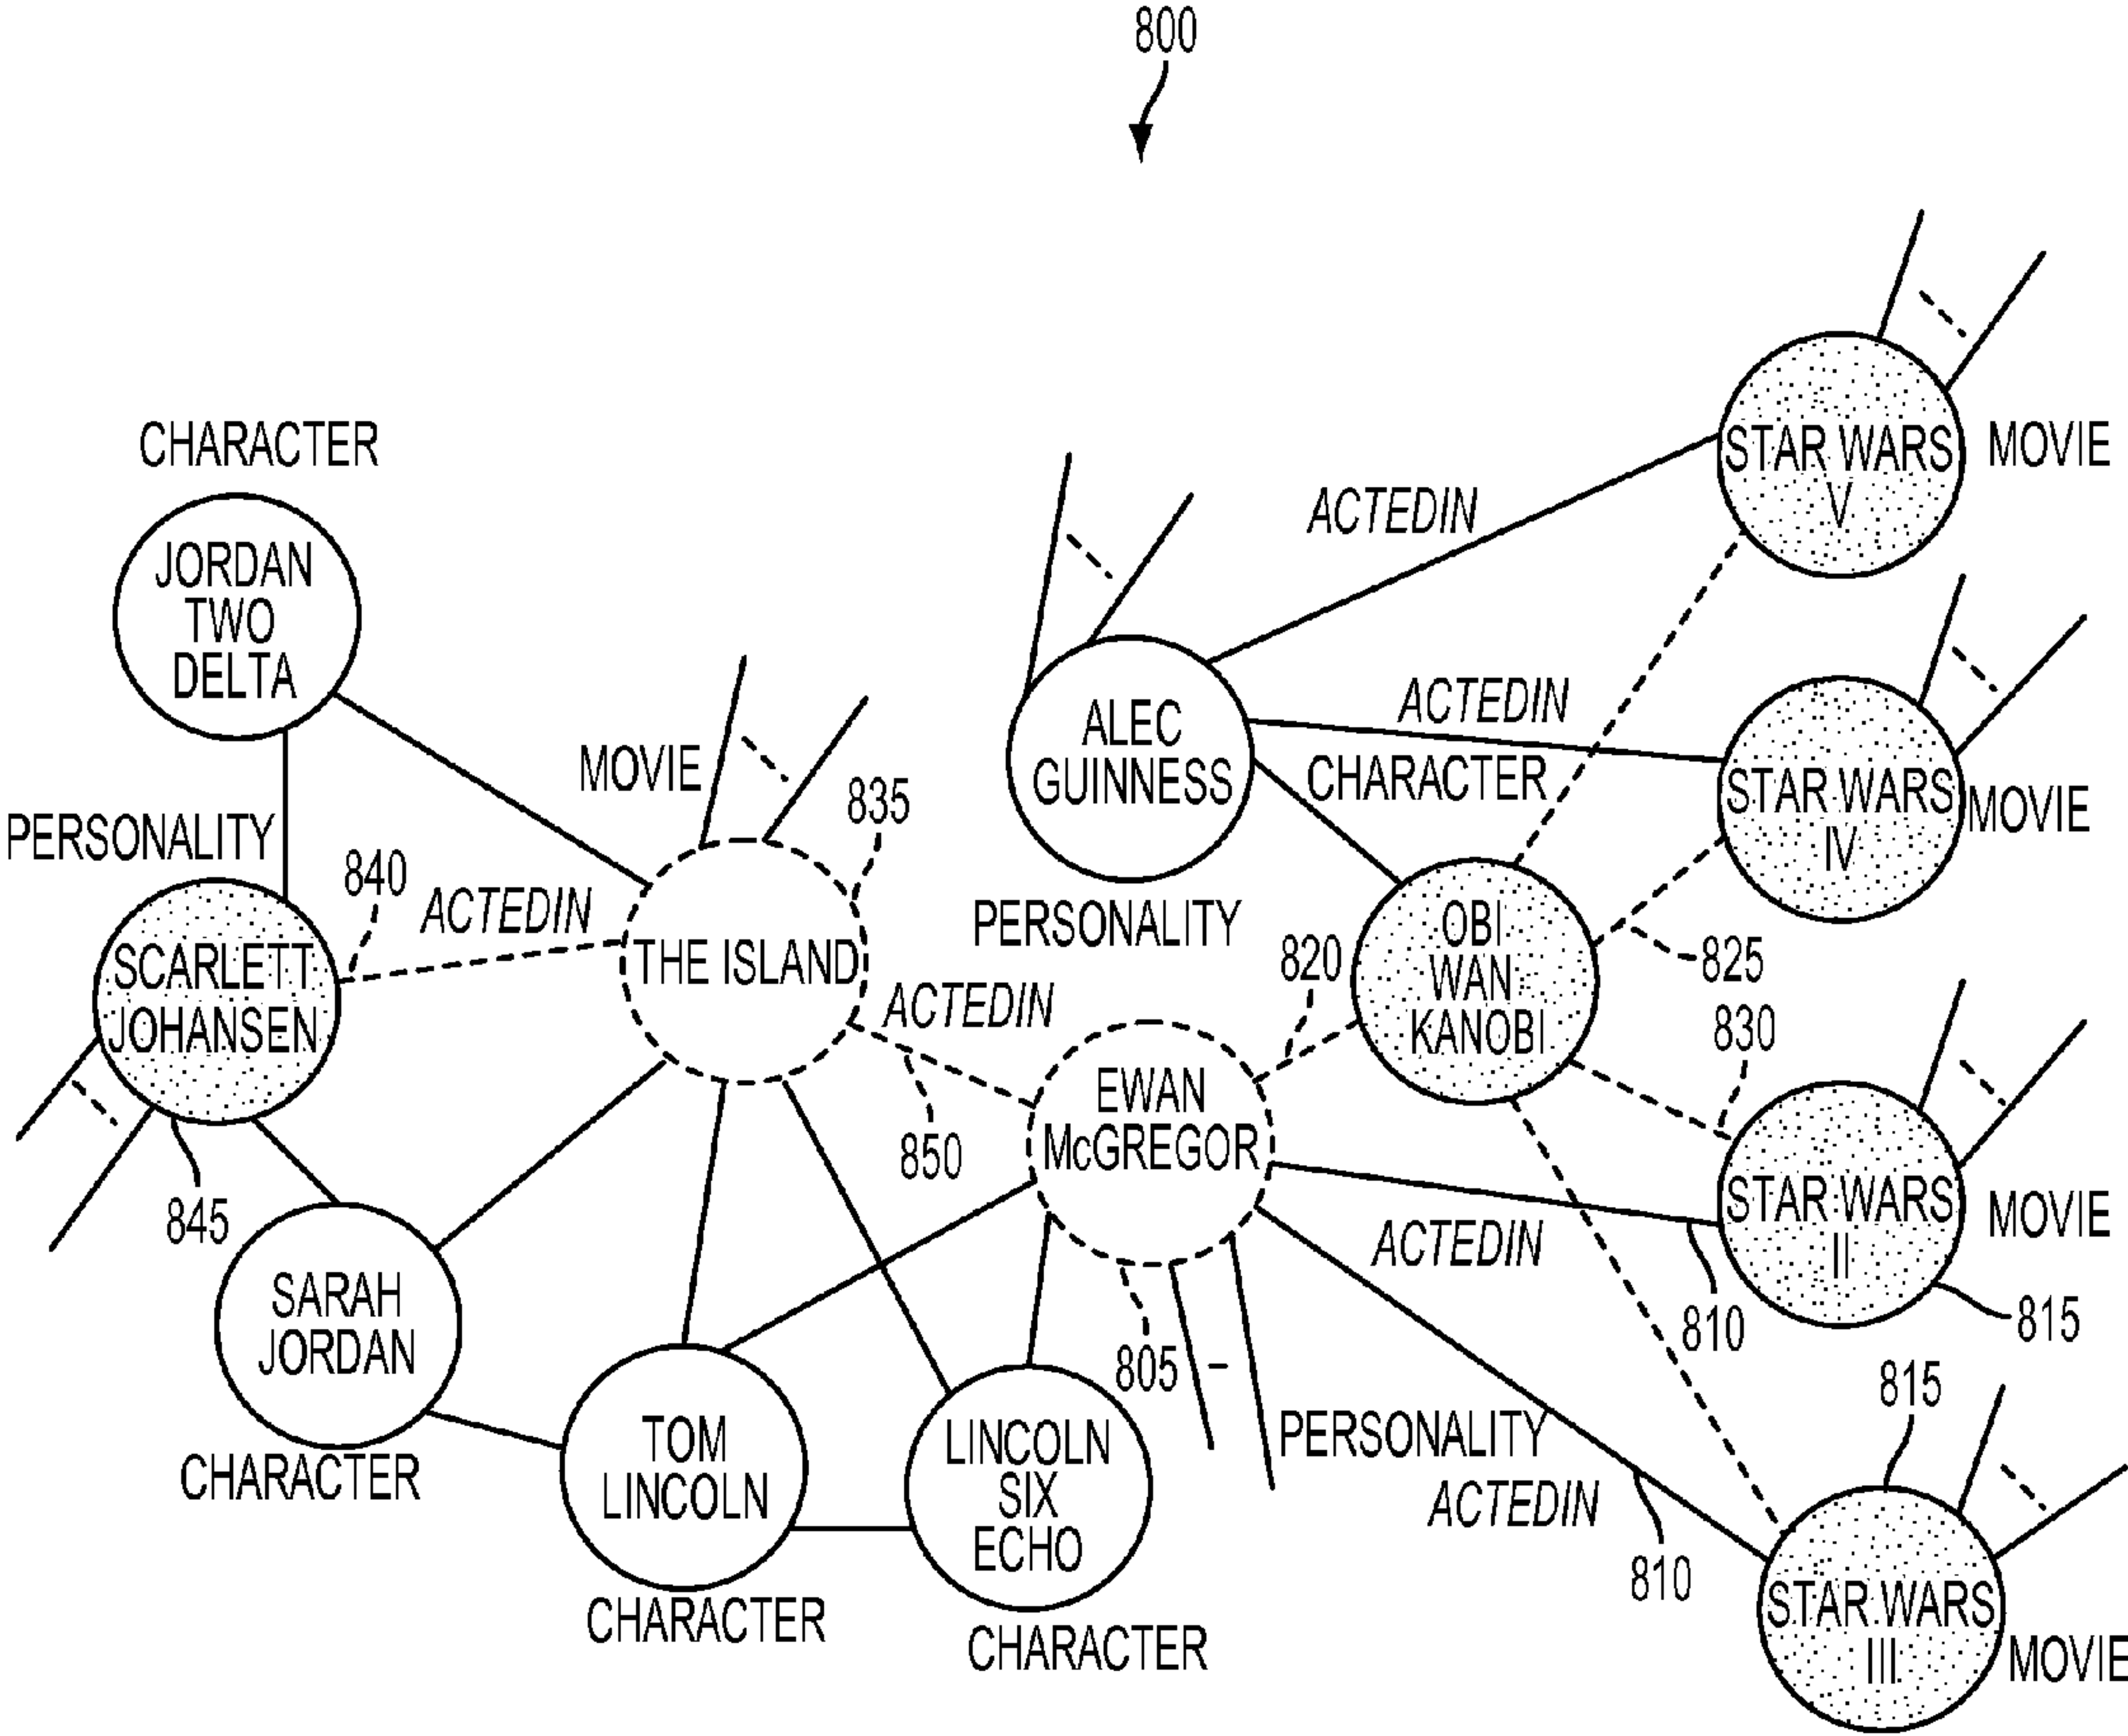 800
CHARACTER
JORDAN
TWO
DELTA
PERSONALITY
840
ACTEDIN
SCARLETT
JOHANSEN
845
MOVIE
835
THE ISLAND
ACTEDIN
850
SARAH
JORDAN
CHARACTER
TOM
LINCOLN
CHARACTER
LINCOLN
SIX
ECHO
CHARACTER
ALEC
GUINNESS
PERSONALITY
ACTEDIN
ACTEDIN
CHARACTER
OBI
WAN
KANOBI
820
825
830
EWAN
McGREGOR
805
PERSONALITY
ACTEDIN
810
ACTEDIN
810
STAR WARS
V
MOVIE
STAR WARS
IV
MOVIE
STAR WARS
II
MOVIE
815
815
STAR WARS
III
MOVIE